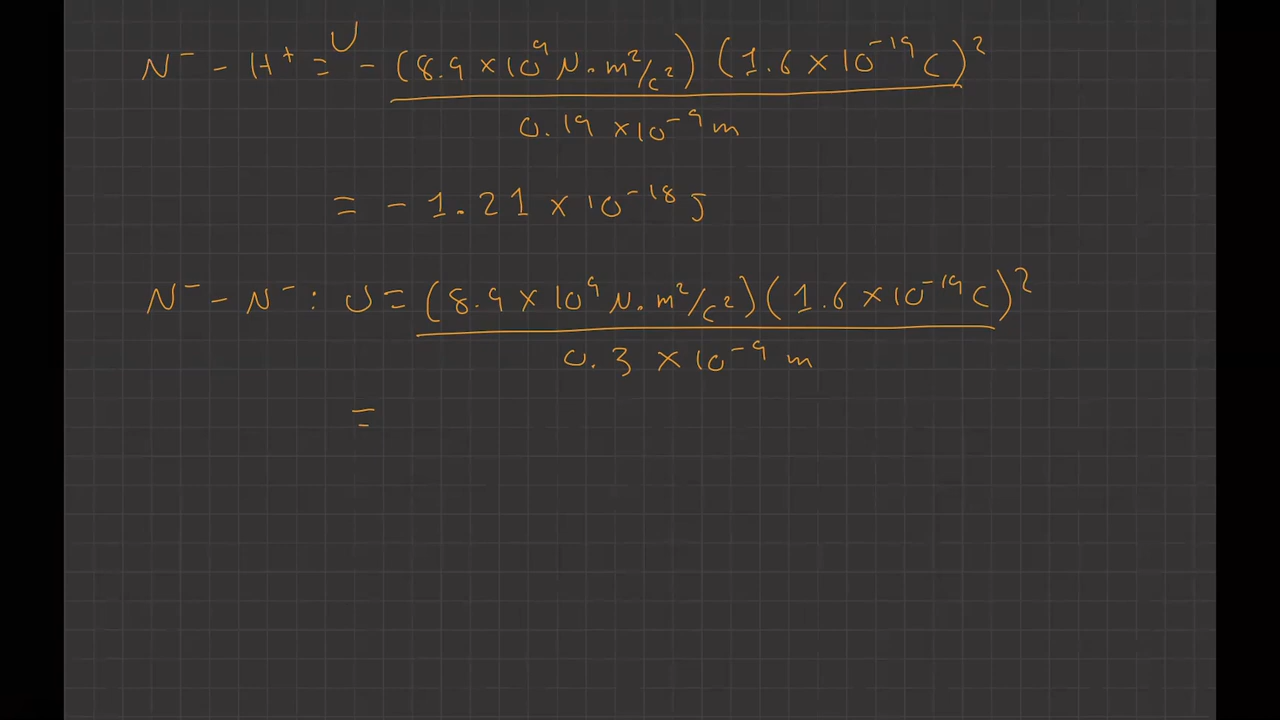 N⁻ - H⁺ = U - (8.9 × 10⁹ N·m²/c²) (1.6 × 10⁻¹⁹ C)²
0.19 × 10⁻⁹ m
= - 1.21 × 10⁻¹⁸ J
N⁻ - N⁻ : U = (8.9 × 10⁹ N·m²/c²) (1.6 × 10⁻¹⁹ C)²
0.3 × 10⁻⁹ m
=